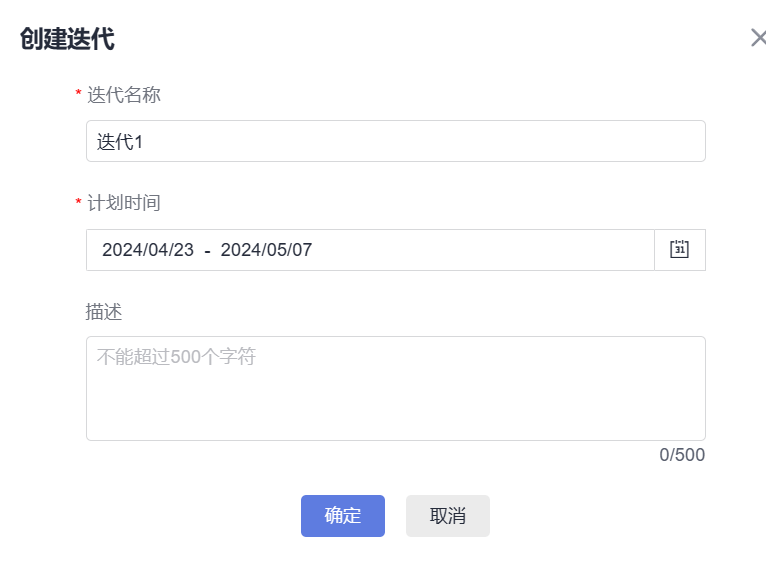 创建迭代
* 迭代名称
迭代1
* 计划时间
2024/04/23 - 2024/05/07
31
描述
不能超过500个字符
0/500
确定 取消